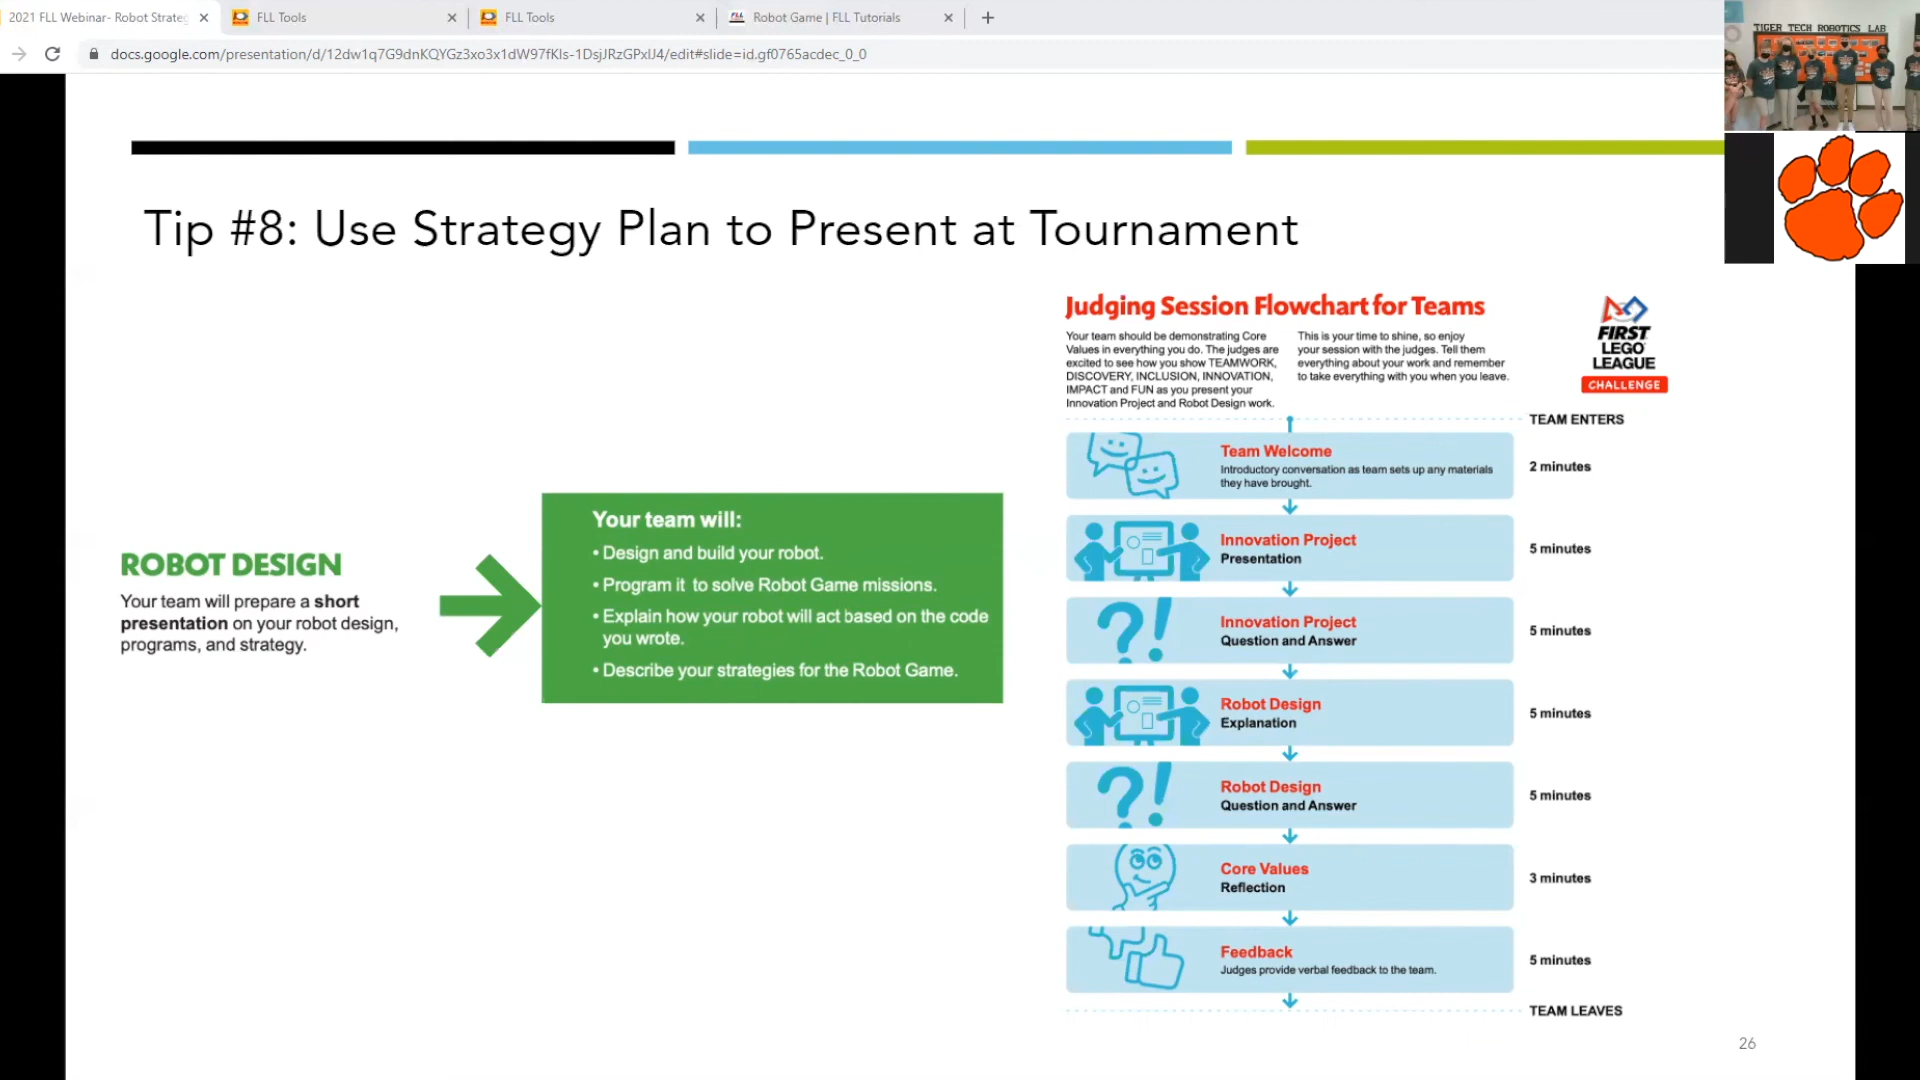 2021 FLL Webinar- Robot Strateg
FLL Tools
FLL Tools
Robot Game | FLL Tutorials
docs.google.com/presentation/d/12dw1q7G9dnKQYGz3xo3x1dW97fKIs-1DsjJRzGPxIJ4/edit#slide=id.gf0765acdec_0_0
TIGER TECH ROBOTICS LAB
Tip #8: Use Strategy Plan to Present at Tournament
ROBOT DESIGN
Your team will prepare a short
presentation on your robot design,
programs, and strategy.
Your team will:
• Design and build your robot.
• Program it to solve Robot Game missions.
• Explain how your robot will act based on the code
you wrote.
• Describe your strategies for the Robot Game.
Judging Session Flowchart for Teams
Your team should be demonstrating Core
Values in everything you do. The judges are
excited to see how you show TEAMWORK,
DISCOVERY, INCLUSION, INNOVATION,
IMPACT and FUN as you present your
Innovation Project and Robot Design work.
This is your time to shine, so enjoy
your session with the judges. Tell them
everything about your work and remember
to take everything with you when you leave.
FIRST
LEGO
LEAGUE
CHALLENGE
TEAM ENTERS
Team Welcome
Introductory conversation as team sets up any materials
they have brought.
2 minutes
Innovation Project
Presentation
5 minutes
Innovation Project
Question and Answer
5 minutes
Robot Design
Explanation
5 minutes
Robot Design
Question and Answer
5 minutes
Core Values
Reflection
3 minutes
Feedback
Judges provide verbal feedback to the team.
5 minutes
TEAM LEAVES
26